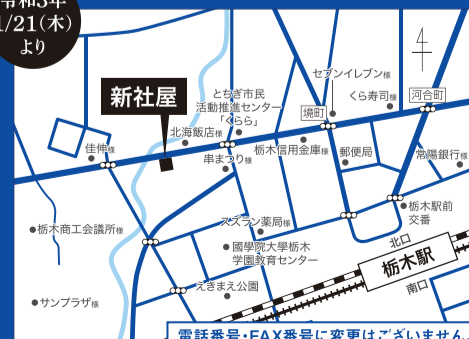 令和3年
1/21(木)
より
新社屋
とちぎ市民
活動推進センター
「くらら」
セブンイレブン様
くら寿司様
河合町
境町
北海飯店様
佳伸様
串まつり様
栃木信用金庫様
郵便局
常陽銀行様
栃木商工会議所様
スズラン薬局様
栃木駅前
交番
國學院大學栃木
学園教育センター
北口
栃木駅
南口
えきまえ公園
サンプラザ様
電話番号・FAX番号に変更はございません。